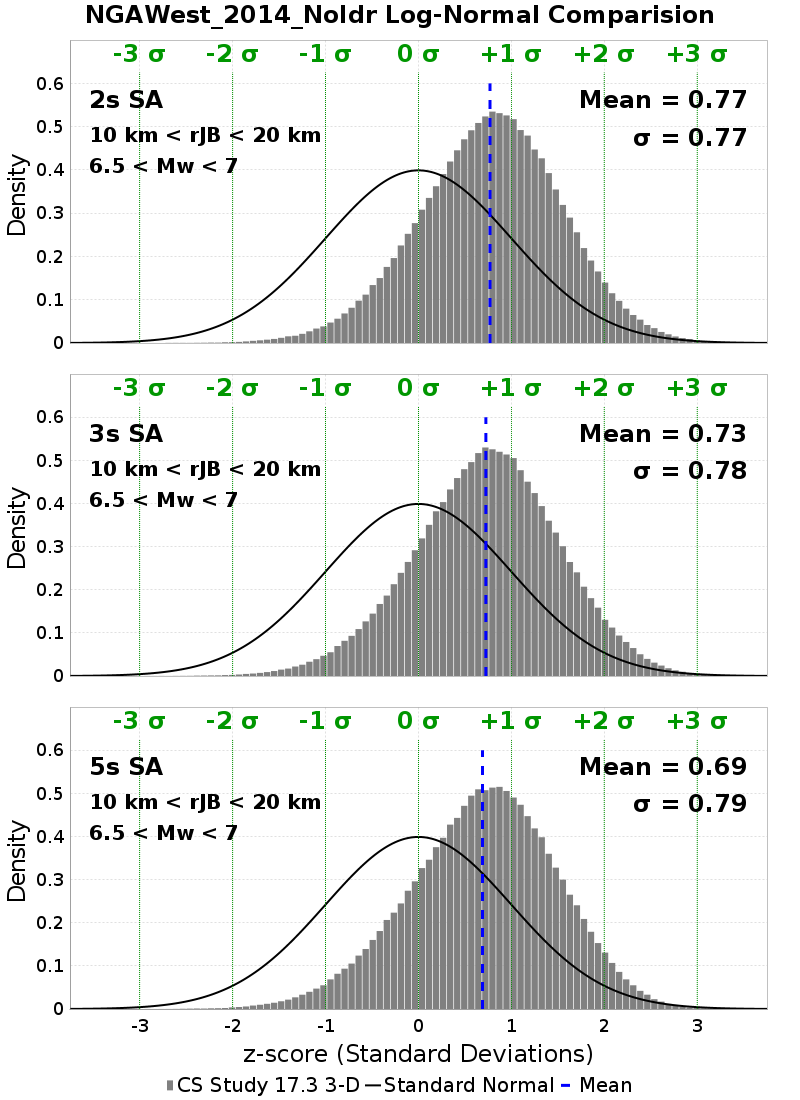 NGAWest_2014_NoIdr Log-Normal Comparision
-3 σ -2 σ -1 σ 0 σ +1 σ +2 σ +3 σ
0.6
2s SA Mean = 0.77
0.5
10 km < rJB < 20 km σ = 0.77
0.4
6.5 < Mw < 7
0.3
0.2
0.1
0
Density
-3 σ -2 σ -1 σ 0 σ +1 σ +2 σ +3 σ
0.6
3s SA Mean = 0.73
0.5
10 km < rJB < 20 km σ = 0.78
0.4
6.5 < Mw < 7
0.3
0.2
0.1
0
Density
-3 σ -2 σ -1 σ 0 σ +1 σ +2 σ +3 σ
0.6
5s SA Mean = 0.69
0.5
10 km < rJB < 20 km σ = 0.79
0.4
6.5 < Mw < 7
0.3
0.2
0.1
0
Density
-3 -2 -1 0 1 2 3
z-score (Standard Deviations)
CS Study 17.3 3-D Standard Normal Mean